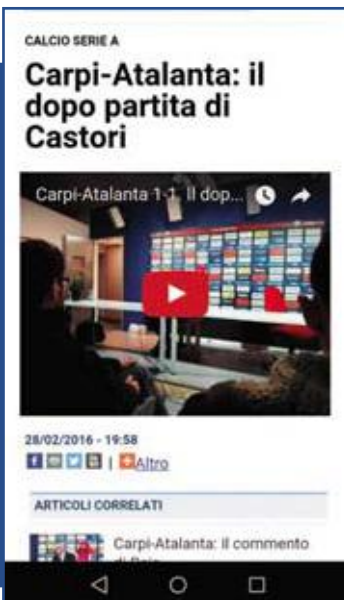 CALCIO SERIE A
Carpi-Atalanta: il
dopo partita di
Castori
Carpi-Atalanta 1-1. Il dop...
28/02/2016 - 19:58
| Altro
ARTICOLI CORRELATI
Carpi-Atalanta: il commento
di